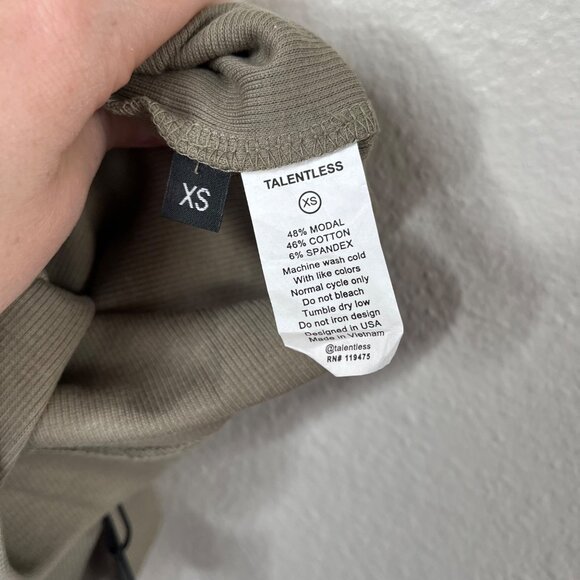 XS
TALENTLESS
XS
48% MODAL
46% COTTON
6% SPANDEX
Machine wash cold
With like colors
Normal cycle only
Do not bleach
Tumble dry low
Do not iron design
Designed in USA
Made in Vietnam
@talentless
RN# 119475